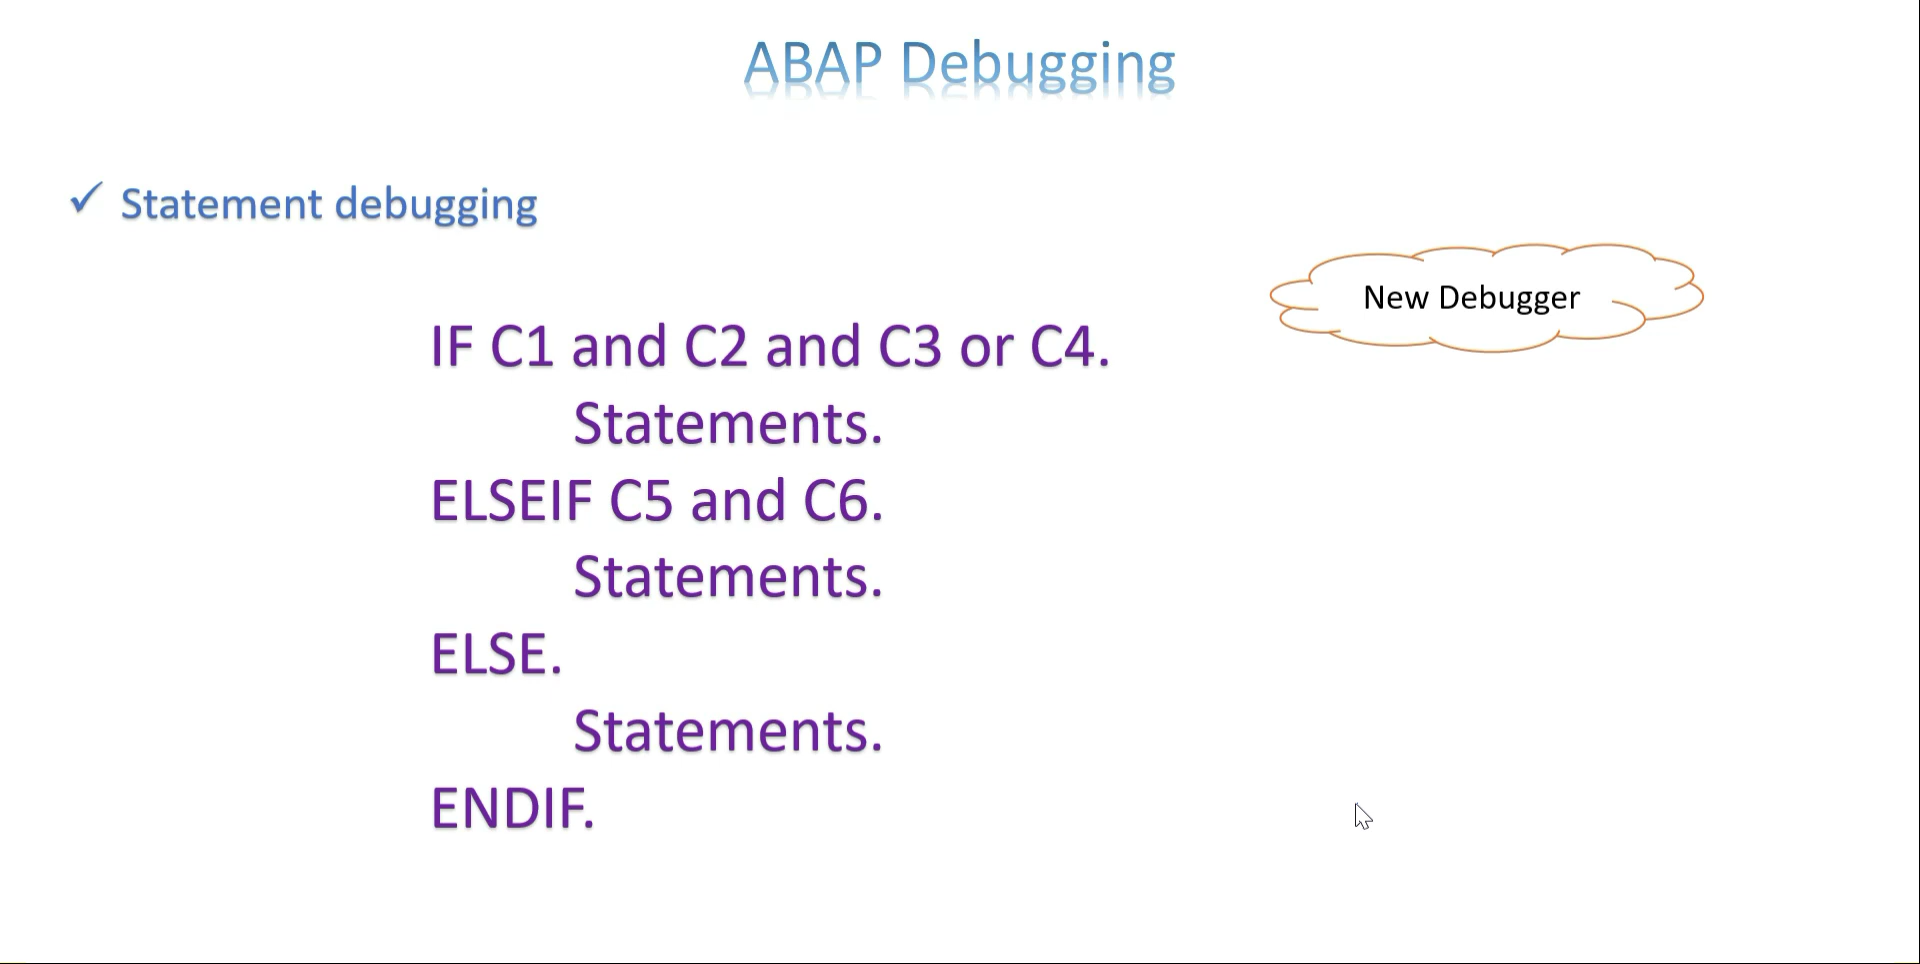 ABAP Debugging
✓ Statement debugging
New Debugger
IF C1 and C2 and C3 or C4.
Statements.
ELSEIF C5 and C6.
Statements.
ELSE.
Statements.
ENDIF.